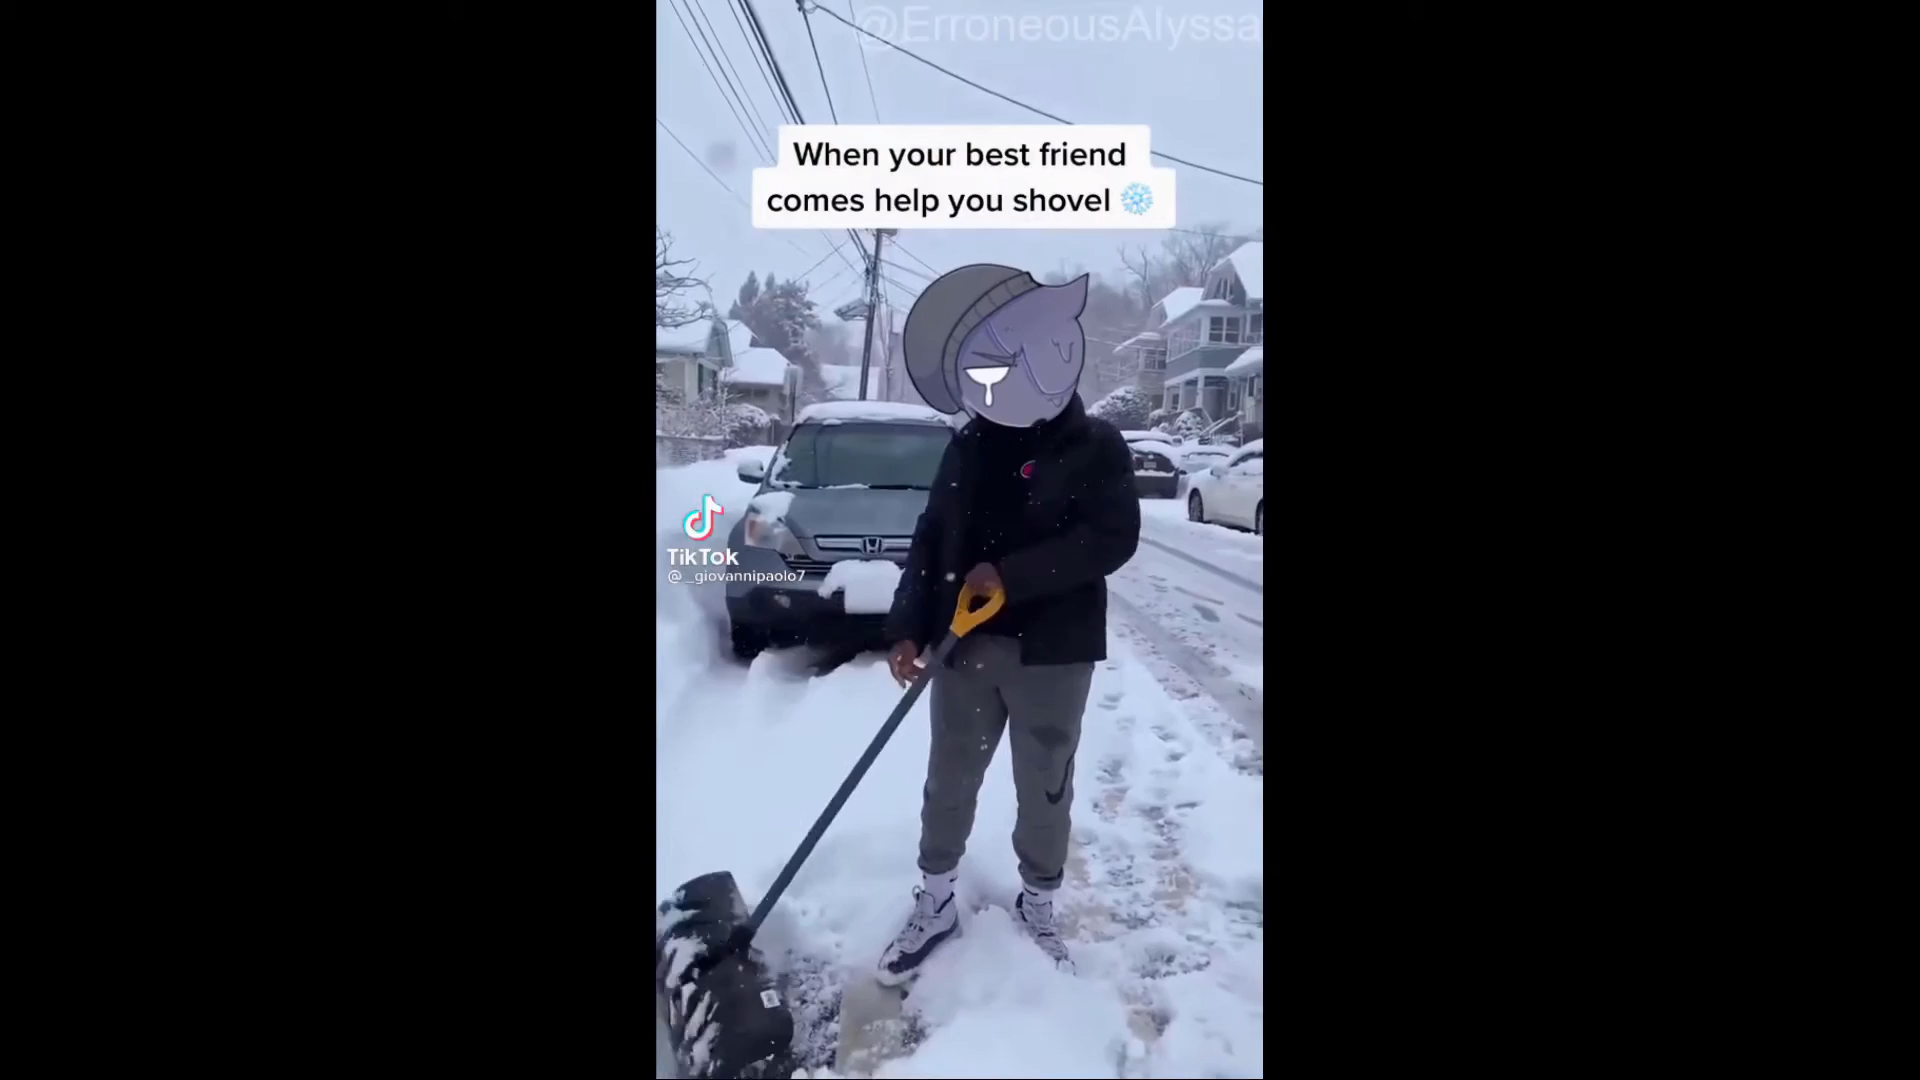 @ErroneousAlyssa
When your best friend
comes help you shovel ❄️
TikTok
@_giovannipaolo7